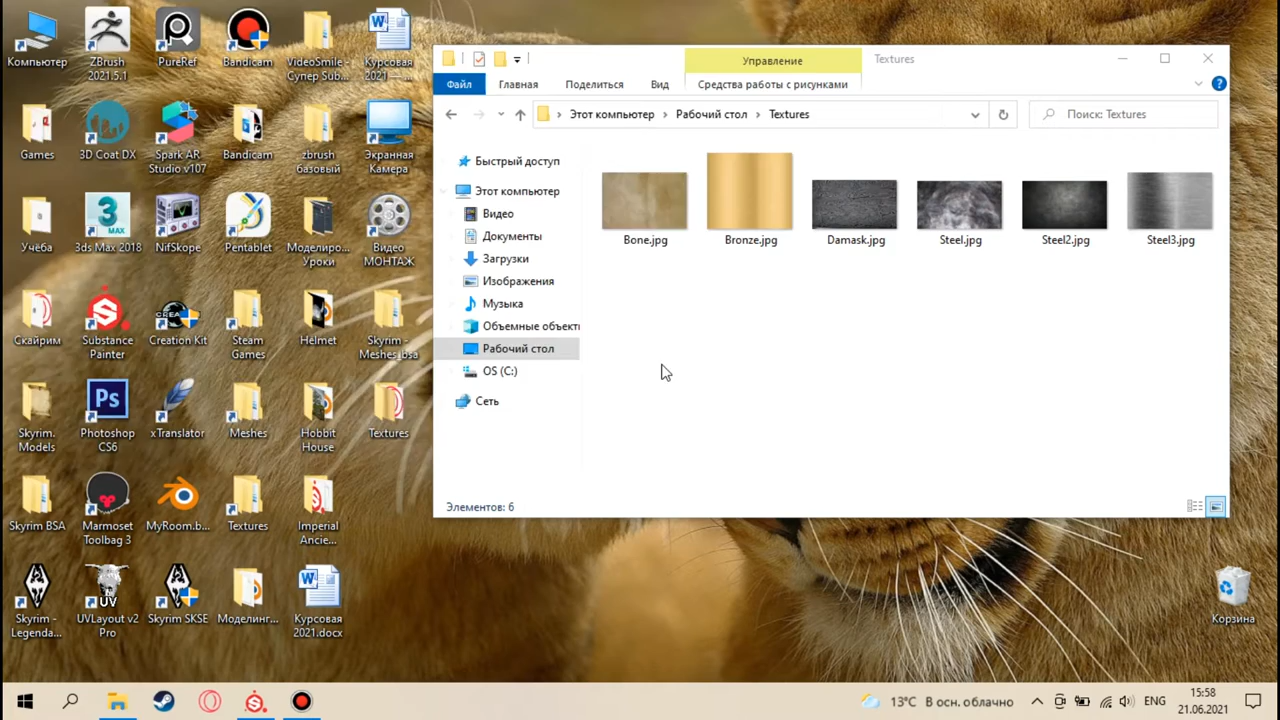 Компьютер
ZBrush
2021.5.1
PureRef
Bandicam
VideoSmile -
Супер Sub...
Курсовая
2021 —...
Games
3D Coat DX
Spark AR
Studio v107
Bandicam
zbrush
базовый
Экранная
Камера
Учёба
3ds Max 2018
NifSkope
Pentablet
Моделиро...
Уроки
Видео
МОНТАЖ
Скайрим
Substance
Painter
Creation Kit
Steam
Games
Helmet
Skyrim -
Meshes_bsa
Skyrim.
Models
Photoshop
CS6
xTranslator
Meshes
Hobbit
House
Textures
Skyrim BSA
Marmoset
Toolbag 3
MyRoom.b...
Textures
Imperial
Ancie...
Skyrim -
Legenda...
UVLayout v2
Pro
Skyrim SKSE
Моделинг...
Курсовая
2021.docx
Управление
Textures
Файл
Главная
Поделиться
Вид
Средства работы с рисунками
Этот компьютер
Рабочий стол
Textures
Поиск: Textures
Быстрый доступ
Этот компьютер
Видео
Документы
Загрузки
Изображения
Музыка
Объемные объект
Рабочий стол
OS (C:)
Сеть
Bone.jpg
Bronze.jpg
Damask.jpg
Steel.jpg
Steel2.jpg
Steel3.jpg
Элементов: 6
Корзина
13°C В осн. облачно
ENG
15:58
21.06.2021